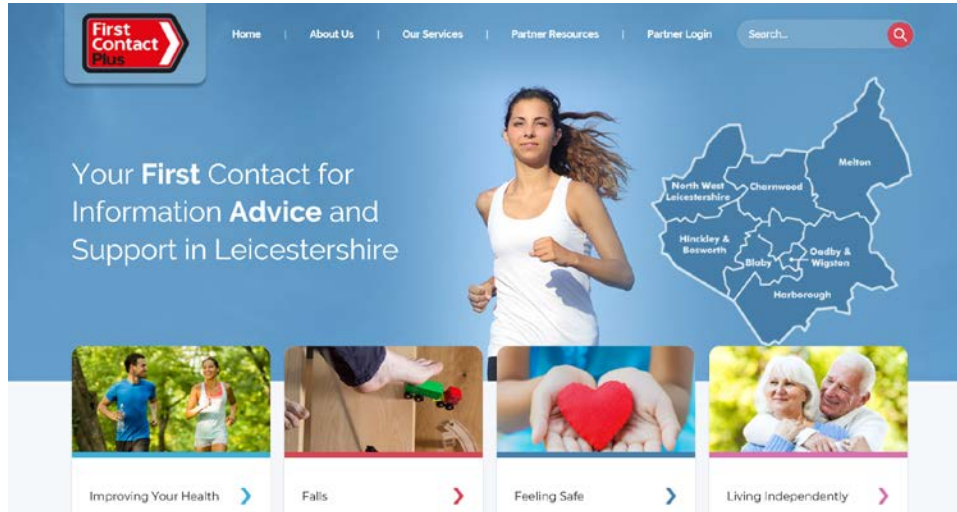 First
Contact
Plus
Home | About Us | Our Services | Partner Resources | Partner Login
Search...
Your First Contact for
Information Advice and
Support in Leicestershire
Melton
North West
Leicestershire
Charnwood
Hinckley &
Bosworth
Blaby
Oadby &
Wigston
Harborough
Improving Your Health
Falls
Feeling Safe
Living Independently